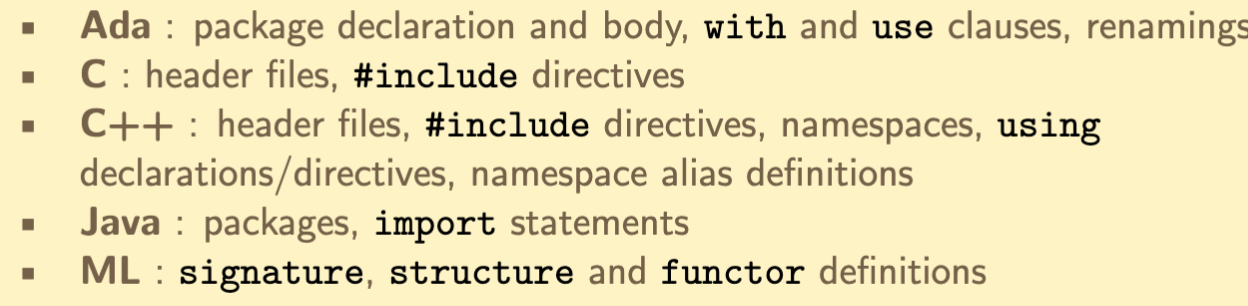 ▪ Ada : package declaration and body, with and use clauses, renamings
▪ C : header files, #include directives
▪ C++ : header files, #include directives, namespaces, using
declarations/directives, namespace alias definitions
▪ Java : packages, import statements
▪ ML : signature, structure and functor definitions